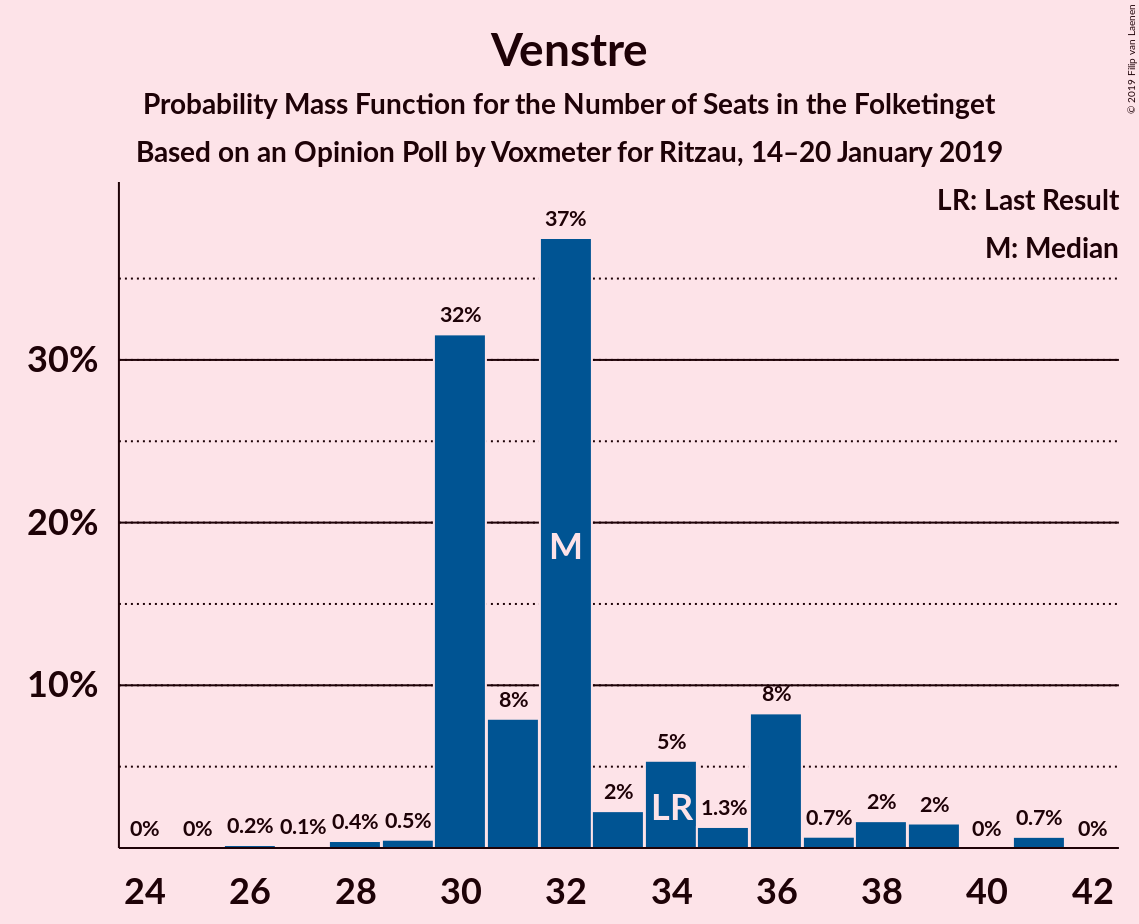 Venstre
Probability Mass Function for the Number of Seats in the Folketinget
Based on an Opinion Poll by Voxmeter for Ritzau, 14–20 January 2019
© 2019 Filip van Laenen
LR: Last Result
M: Median
30%
20%
10%
0%
0%
0.2%
0.1%
0.4%
0.5%
32%
8%
37%
2%
5%
1.3%
8%
0.7%
2%
2%
0%
0.7%
0%
M
LR
24 26 28 30 32 34 36 38 40 42